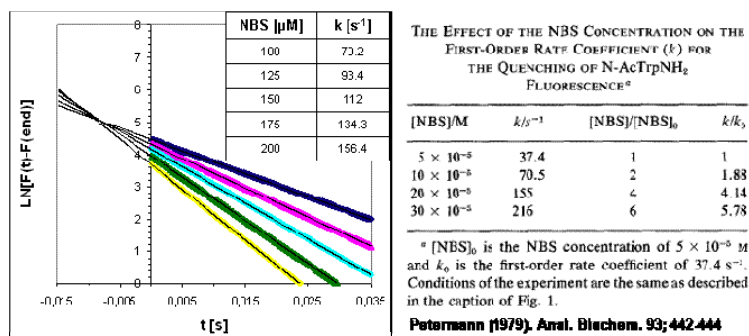 8
7
6
5
4
3
2
1
0
LN[F(t)-F(end)]
-0,015 -0,005 0,005 0,015 0,025 0,035
t [s]
NBS [µM] k [s⁻¹]
100 73.2
125 93.4
150 112
175 134.3
200 156.4
THE EFFECT OF THE NBS CONCENTRATION ON THE
FIRST-ORDER RATE COEFFICIENT (k) FOR
THE QUENCHING OF N-AcTrpNH₂
FLUORESCENCEᵃ
[NBS]/M k/s⁻¹ [NBS]/[NBS]₀ k/k₀
5 × 10⁻⁵ 37.4 1 1
10 × 10⁻⁵ 70.5 2 1.88
20 × 10⁻⁵ 155 4 4.14
30 × 10⁻⁵ 216 6 5.78
ᵃ [NBS]₀ is the NBS concentration of 5 × 10⁻⁵ M
and k₀ is the first-order rate coefficient of 37.4 s⁻¹.
Conditions of the experiment are the same as described
in the caption of Fig. 1.
Petermann (1979). Anal. Biochem. 93; 442-444